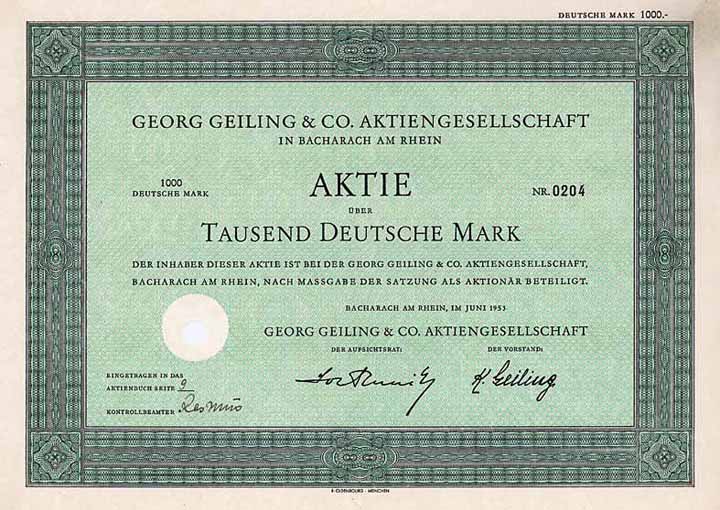 DEUTSCHE MARK 1000.-
GEORG GEILING & CO. AKTIENGESELLSCHAFT
IN BACHARACH AM RHEIN
1000
DEUTSCHE MARK
AKTIE
NR. 0204
ÜBER
TAUSEND DEUTSCHE MARK
DER INHABER DIESER AKTIE IST BEI DER GEORG GEILING & CO. AKTIENGESELLSCHAFT,
BACHARACH AM RHEIN, NACH MASSGABE DER SATZUNG ALS AKTIONÄR BETEILIGT.
BACHARACH AM RHEIN, IM JUNI 1953
GEORG GEILING & CO. AKTIENGESELLSCHAFT
DER AUFSICHTSRAT:
DER VORSTAND:
K. Geiling
EINGETRAGEN IN DAS
AKTIENBUCH SEITE 9
KONTROLLBEAMTER
R. OLDENBOURG · MÜNCHEN